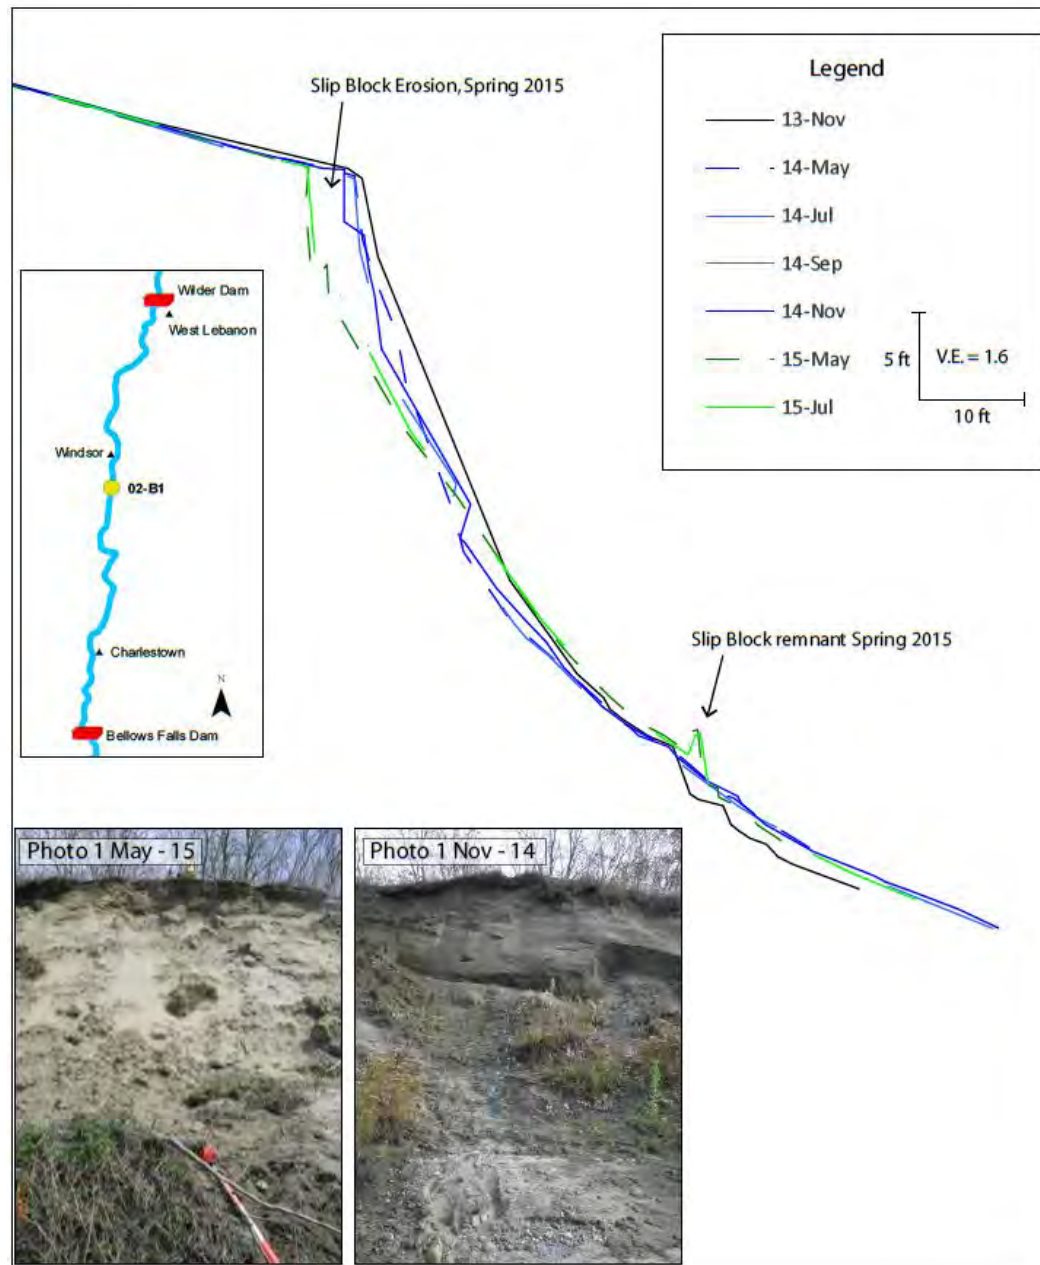 Slip Block Erosion, Spring 2015
Legend
13-Nov
14-May
14-Jul
14-Sep
14-Nov
15-May
15-Jul
5 ft
V.E. = 1.6
10 ft
Wilder Dam
West Lebanon
Windsor
02-B1
Charlestown
N
Bellows Falls Dam
Slip Block remnant Spring 2015
Photo 1 May - 15
Photo 1 Nov - 14